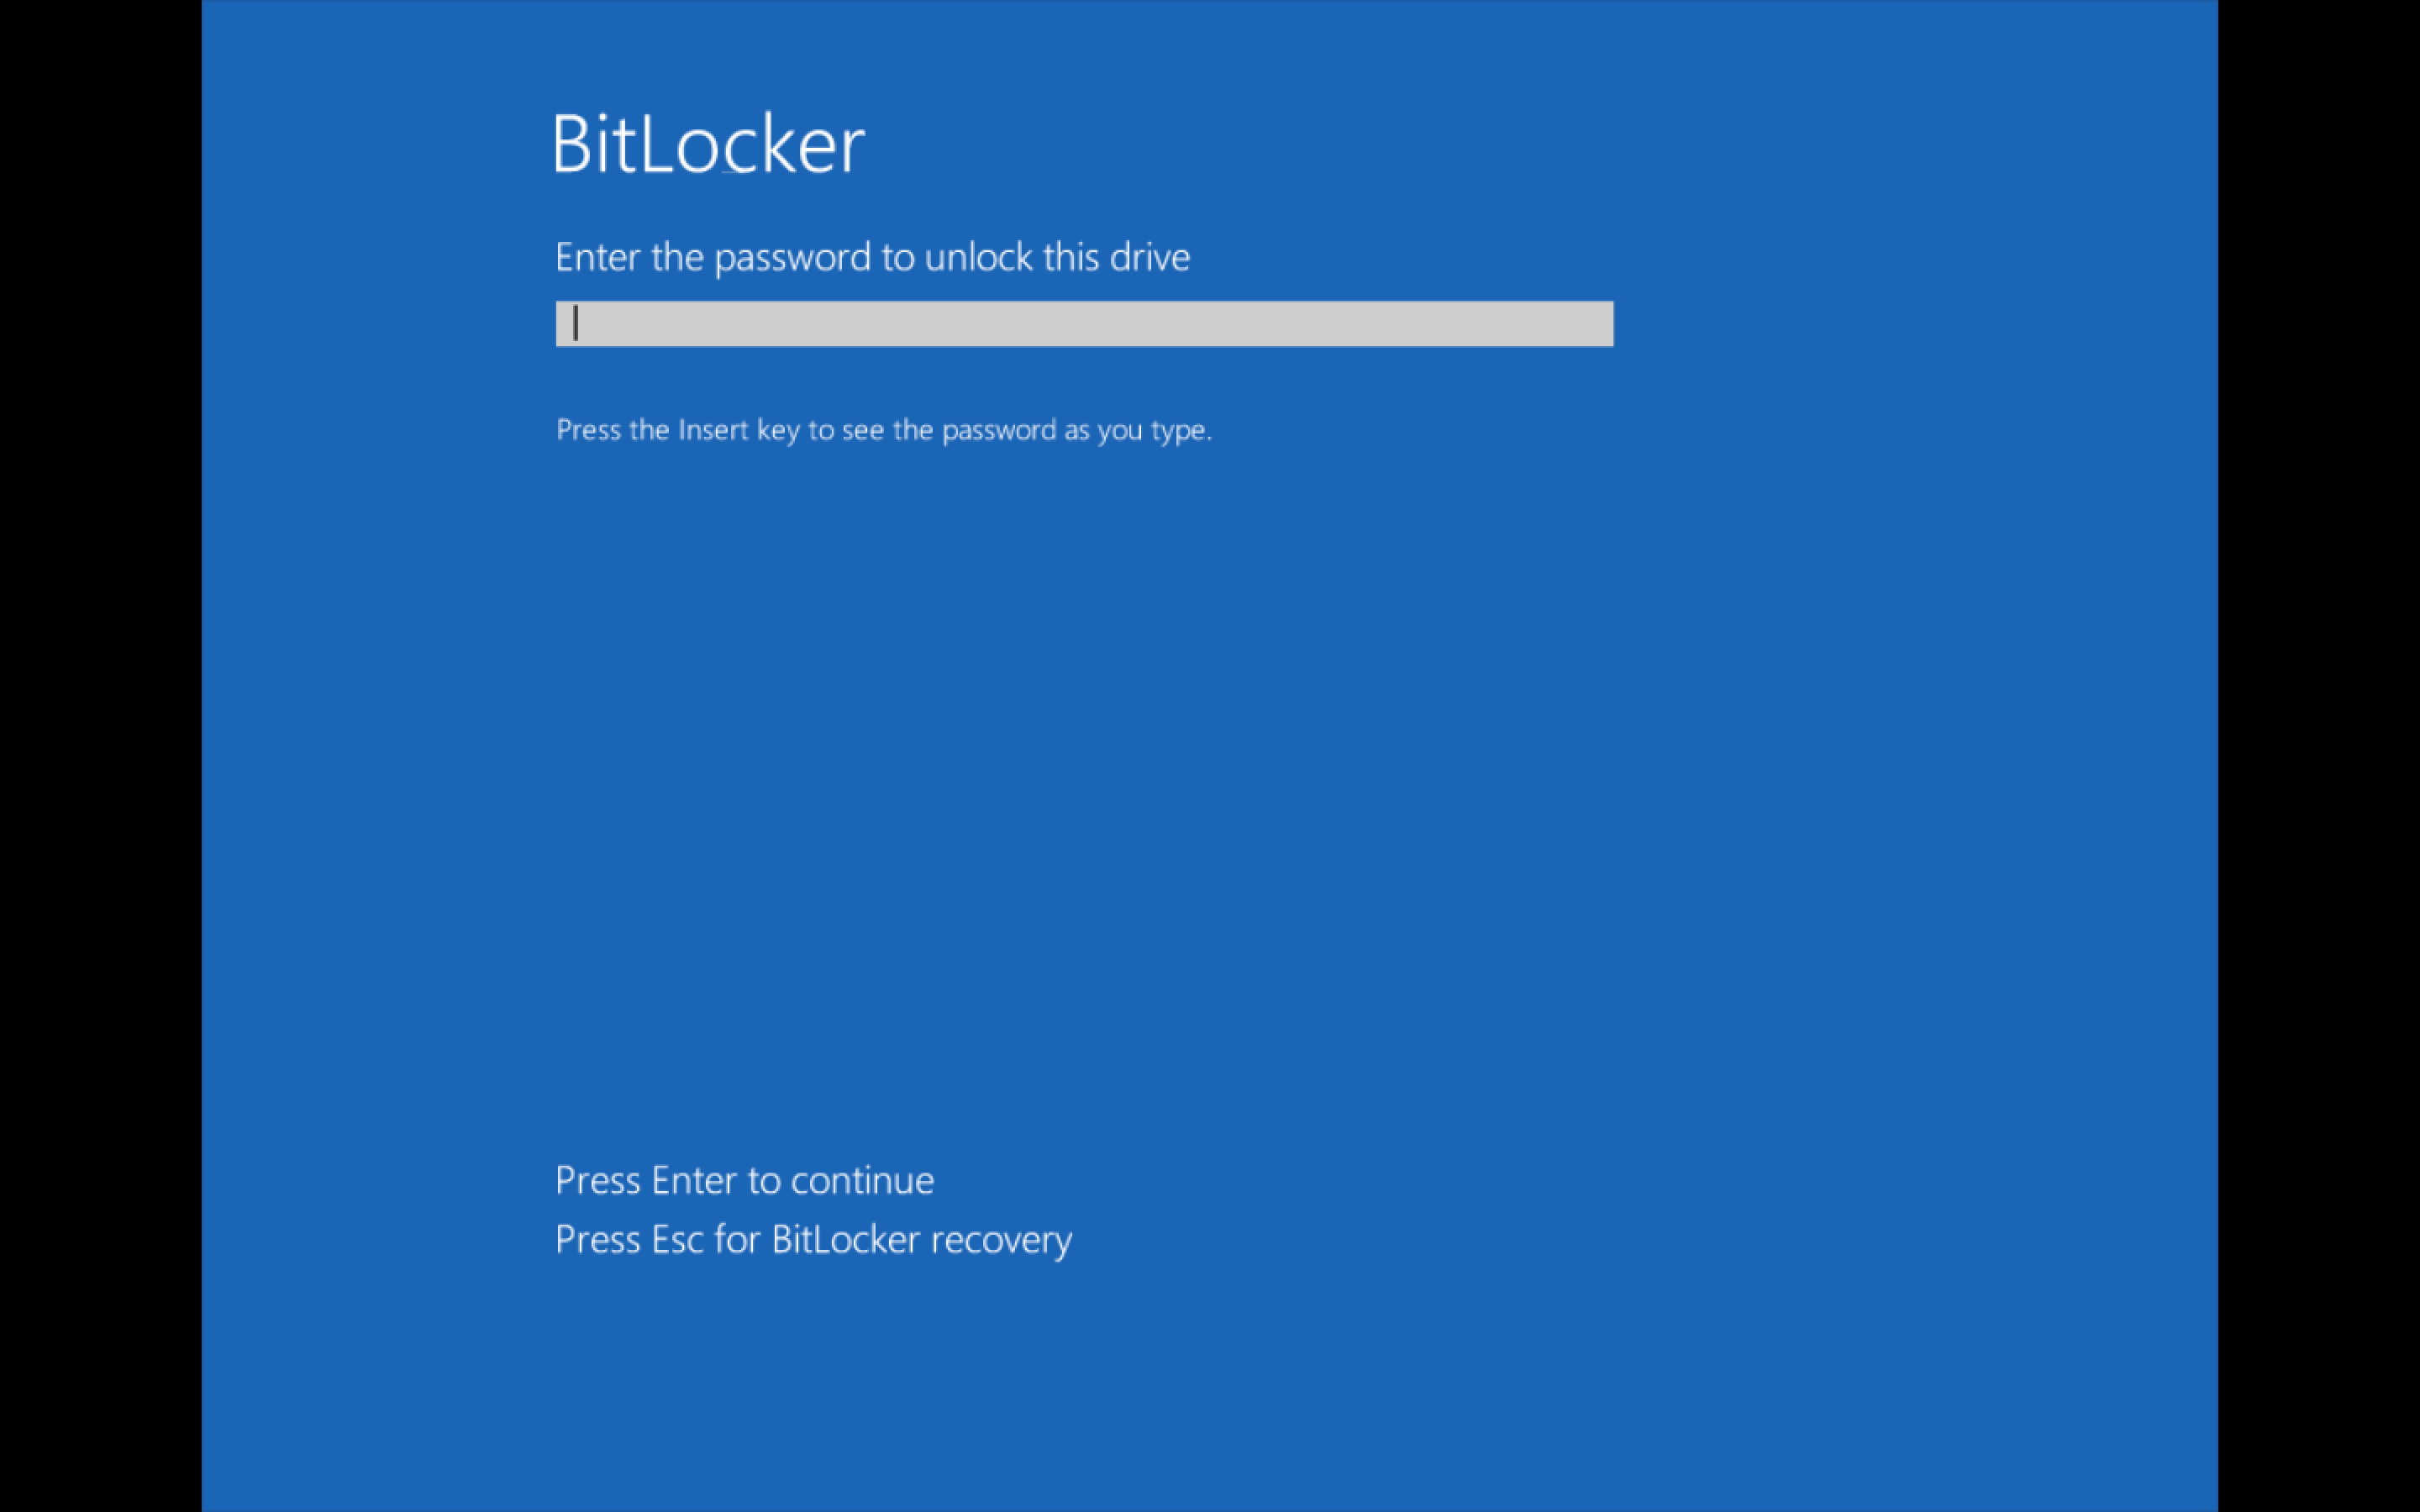 BitLocker
Enter the password to unlock this drive
Press the Insert key to see the password as you type.
Press Enter to continue
Press Esc for BitLocker recovery